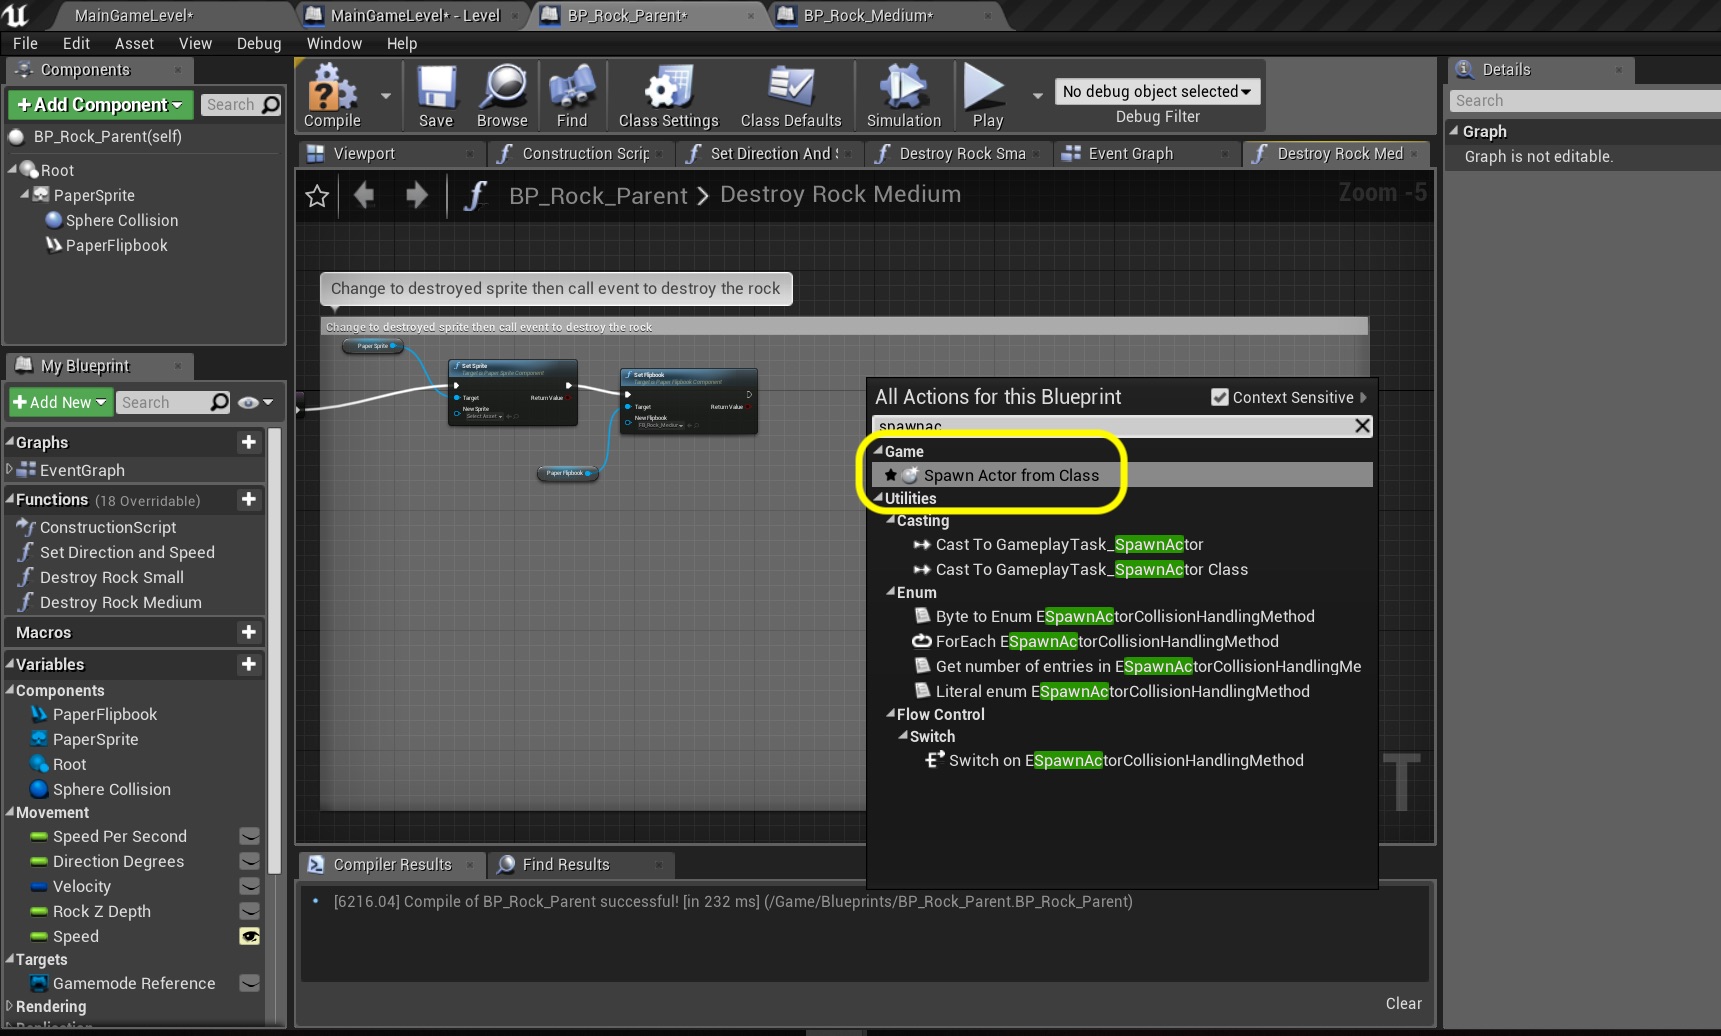 MainGameLevel*
MainGameLevel* - Level
BP_Rock_Parent*
BP_Rock_Medium*
File Edit Asset View Debug Window Help
Components
Add Component
Search
BP_Rock_Parent(self)
Root
PaperSprite
Sphere Collision
PaperFlipbook
Compile
Save
Browse
Find
Class Settings
Class Defaults
Simulation
Play
No debug object selected
Debug Filter
Viewport
Construction Scrip
Set Direction And S
Destroy Rock Sma
Event Graph
Destroy Rock Med
BP_Rock_Parent > Destroy Rock Medium
Zoom -5
Change to destroyed sprite then call event to destroy the rock
Change to destroyed sprite then call event to destroy the rock
Paper Sprite
Set Sprite
Target is Paper Sprite Component
Target
Return Value
New Sprite
Select Asset
Set Flipbook
Target is Paper Flipbook Component
Target
Return Value
New Flipbook
FB_Rock_Medium
Paper Flipbook
All Actions for this Blueprint
Context Sensitive
spawnac
Game
Spawn Actor from Class
Utilities
Casting
Cast To GameplayTask_SpawnActor
Cast To GameplayTask_SpawnActor Class
Enum
Byte to Enum ESpawnActorCollisionHandlingMethod
ForEach ESpawnActorCollisionHandlingMethod
Get number of entries in ESpawnActorCollisionHandlingMe
Literal enum ESpawnActorCollisionHandlingMethod
Flow Control
Switch
Switch on ESpawnActorCollisionHandlingMethod
T
My Blueprint
Add New
Search
Graphs
EventGraph
Functions (18 Overridable)
ConstructionScript
Set Direction and Speed
Destroy Rock Small
Destroy Rock Medium
Macros
Variables
Components
PaperFlipbook
PaperSprite
Root
Sphere Collision
Movement
Speed Per Second
Direction Degrees
Velocity
Rock Z Depth
Speed
Targets
Gamemode Reference
Rendering
Replication
Compiler Results
Find Results
[6216.04] Compile of BP_Rock_Parent successful! [in 232 ms] (/Game/Blueprints/BP_Rock_Parent.BP_Rock_Parent)
Clear
Details
Search
Graph
Graph is not editable.